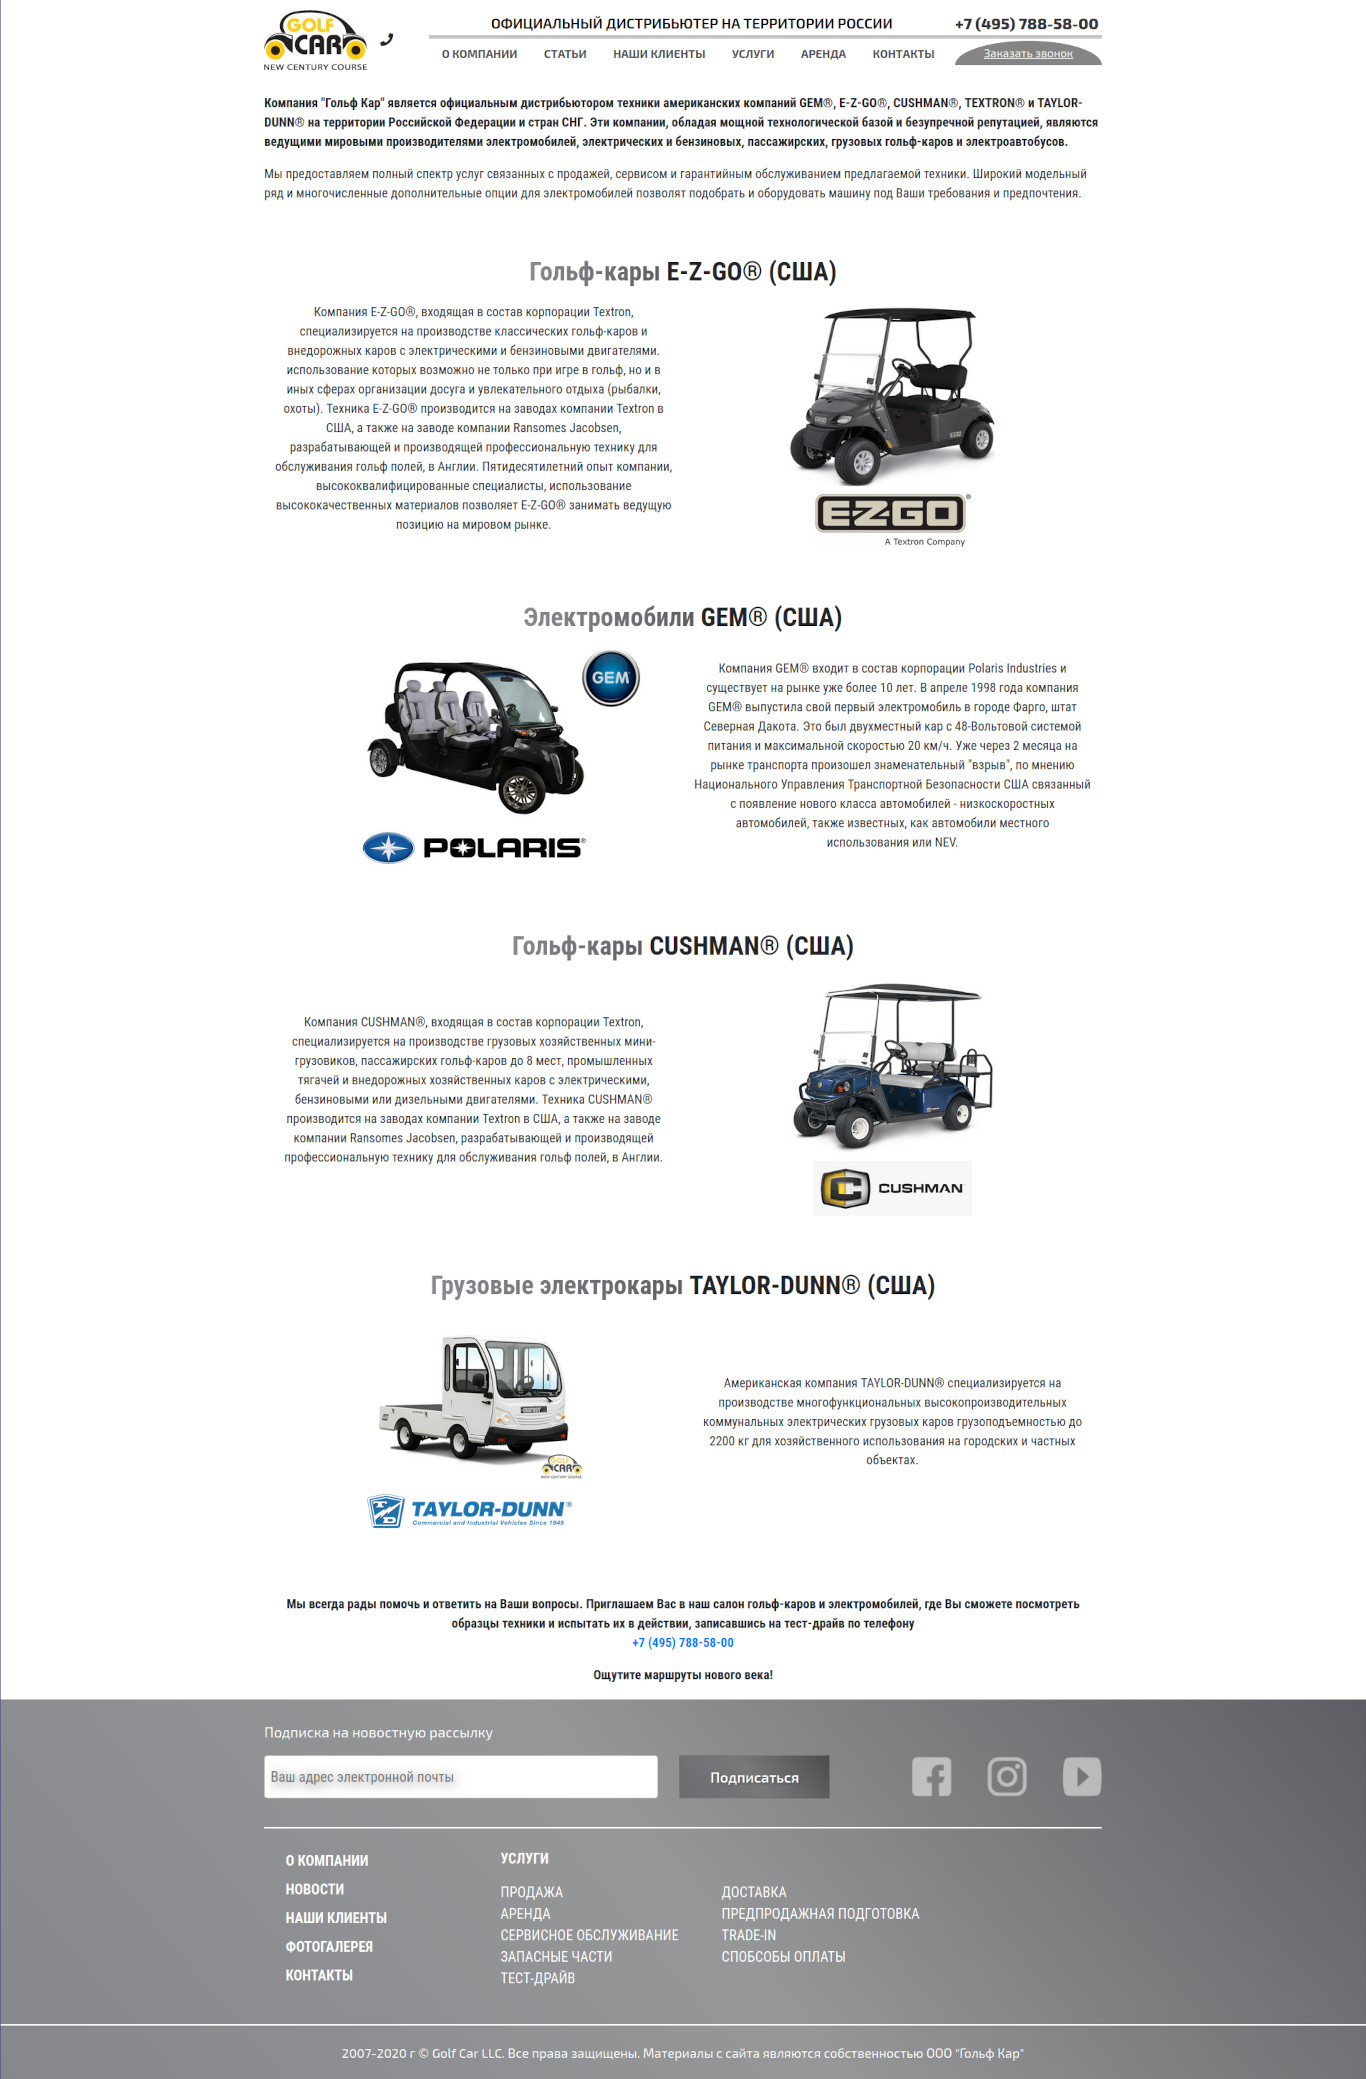 GOLF
CAR
NEW CENTURY COURSE
ОФИЦИАЛЬНЫЙ ДИСТРИБЬЮТЕР НА ТЕРРИТОРИИ РОССИИ
+7 (495) 788-58-00
О КОМПАНИИ СТАТЬИ НАШИ КЛИЕНТЫ УСЛУГИ АРЕНДА КОНТАКТЫ
Заказать звонок
Компания "Гольф Кар" является официальным дистрибьютором техники американских компаний GEM®, E-Z-GO®, CUSHMAN®, TEXTRON® и TAYLOR-
DUNN® на территории Российской Федерации и стран СНГ. Эти компании, обладая мощной технологической базой и безупречной репутацией, являются
ведущими мировыми производителями электромобилей, электрических и бензиновых, пассажирских, грузовых гольф-каров и электроавтобусов.
Мы предоставляем полный спектр услуг связанных с продажей, сервисом и гарантийным обслуживанием предлагаемой техники. Широкий модельный
ряд и многочисленные дополнительные опции для электромобилей позволят подобрать и оборудовать машину под Ваши требования и предпочтения.
Гольф-кары E-Z-GO® (США)
Компания E-Z-GO®, входящая в состав корпорации Textron,
специализируется на производстве классических гольф-каров и
внедорожных каров с электрическими и бензиновыми двигателями.
использование которых возможно не только при игре в гольф, но и в
иных сферах организации досуга и увлекательного отдыха (рыбалки,
охоты). Техника E-Z-GO® производится на заводах компании Textron в
США, а также на заводе компании Ransomes Jacobsen,
разрабатывающей и производящей профессиональную технику для
обслуживания гольф полей, в Англии. Пятидесятилетний опыт компании,
высококвалифицированные специалисты, использование
высококачественных материалов позволяет E-Z-GO® занимать ведущую
позицию на мировом рынке.
EZGO®
A Textron Company
Электромобили GEM® (США)
GEM
POLARIS®
Компания GEM® входит в состав корпорации Polaris Industries и
существует на рынке уже более 10 лет. В апреле 1998 года компания
GEM® выпустила свой первый электромобиль в городе Фарго, штат
Северная Дакота. Это был двухместный кар с 48-Вольтовой системой
питания и максимальной скоростью 20 км/ч. Уже через 2 месяца на
рынке транспорта произошел знаменательный "взрыв", по мнению
Национального Управления Транспортной Безопасности США связанный
с появление нового класса автомобилей - низкоскоростных
автомобилей, также известных, как автомобили местного
использования или NEV.
Гольф-кары CUSHMAN® (США)
Компания CUSHMAN®, входящая в состав корпорации Textron,
специализируется на производстве грузовых хозяйственных мини-
грузовиков, пассажирских гольф-каров до 8 мест, промышленных
тягачей и внедорожных хозяйственных каров с электрическими,
бензиновыми или дизельными двигателями. Техника CUSHMAN®
производится на заводах компании Textron в США, а также на заводе
компании Ransomes Jacobsen, разрабатывающей и производящей
профессиональную технику для обслуживания гольф полей, в Англии.
CUSHMAN
Грузовые электрокары TAYLOR-DUNN® (США)
GOLF
CAR
NEW CENTURY COURSE
TAYLOR-DUNN®
Commercial and Industrial Vehicles Since 1949
Американская компания TAYLOR-DUNN® специализируется на
производстве многофункциональных высокопроизводительных
коммунальных электрических грузовых каров грузоподъемностью до
2200 кг для хозяйственного использования на городских и частных
объектах.
Мы всегда рады помочь и ответить на Ваши вопросы. Приглашаем Вас в наш салон гольф-каров и электромобилей, где Вы сможете посмотреть
образцы техники и испытать их в действии, записавшись на тест-драйв по телефону
+7 (495) 788-58-00
Ощутите маршруты нового века!
Подписка на новостную рассылку
Ваш адрес электронной почты
Подписаться
О КОМПАНИИ
НОВОСТИ
НАШИ КЛИЕНТЫ
ФОТОГАЛЕРЕЯ
КОНТАКТЫ
УСЛУГИ
ПРОДАЖА
АРЕНДА
СЕРВИСНОЕ ОБСЛУЖИВАНИЕ
ЗАПАСНЫЕ ЧАСТИ
ТЕСТ-ДРАЙВ
ДОСТАВКА
ПРЕДПРОДАЖНАЯ ПОДГОТОВКА
TRADE-IN
СПОБСОБЫ ОПЛАТЫ
2007-2020 г © Golf Car LLC. Все права защищены. Материалы с сайта являются собственностью ООО "Гольф Кар"